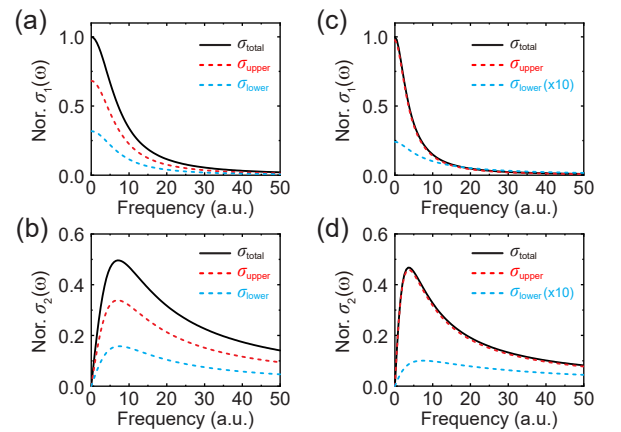 (a)
1.0
0.5
0.0
Nor. σ₁(ω)
σtotal
σupper
σlower
0 10 20 30 40 50
Frequency (a.u.)
(c)
1.0
0.5
0.0
Nor. σ₁(ω)
σtotal
σupper
σlower (x10)
0 10 20 30 40 50
Frequency (a.u.)
(b)
0.6
0.4
0.2
0.0
Nor. σ₂(ω)
σtotal
σupper
σlower
0 10 20 30 40 50
Frequency (a.u.)
(d)
0.6
0.4
0.2
0.0
Nor. σ₂(ω)
σtotal
σupper
σlower (x10)
0 10 20 30 40 50
Frequency (a.u.)